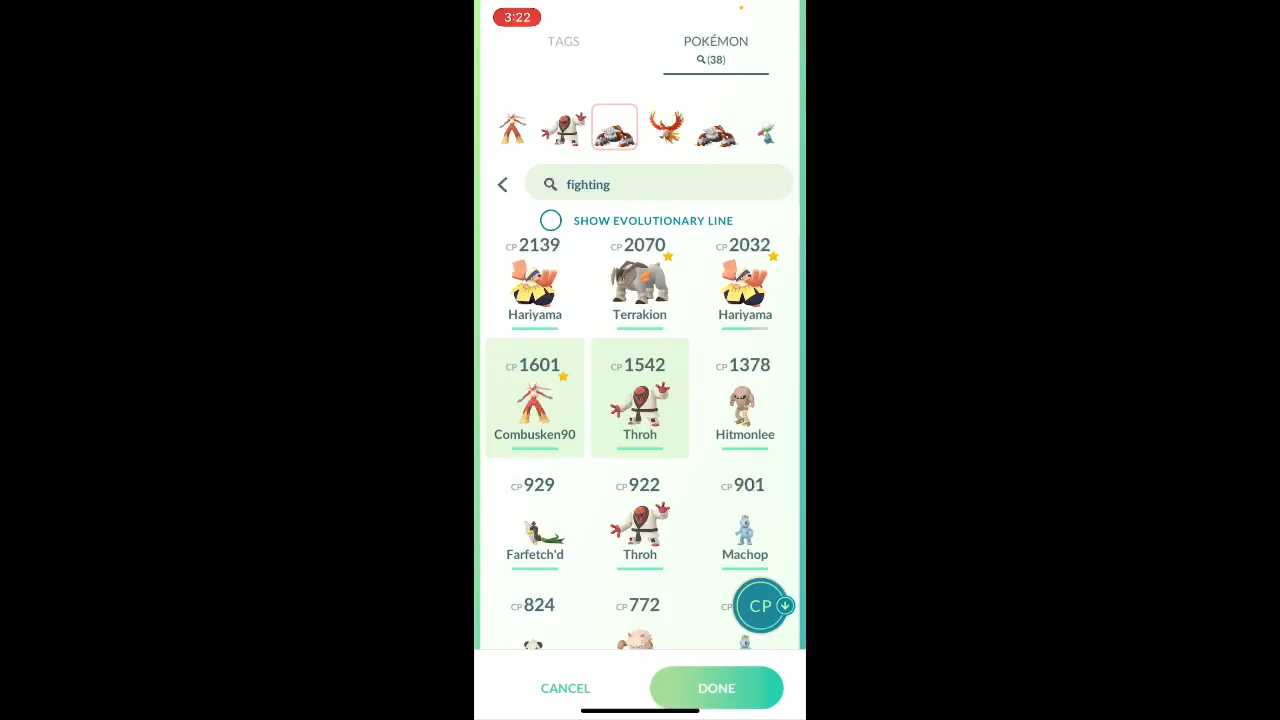 3:22
TAGS
POKÉMON
(38)
fighting
SHOW EVOLUTIONARY LINE
CP 2139
CP 2070
CP 2032
Hariyama
Terrakion
Hariyama
CP 1601
CP 1542
CP 1378
Combusken90
Throh
Hitmonlee
CP 929
CP 922
CP 901
Farfetch'd
Throh
Machop
CP 824
CP 772
CP
CP
CANCEL
DONE